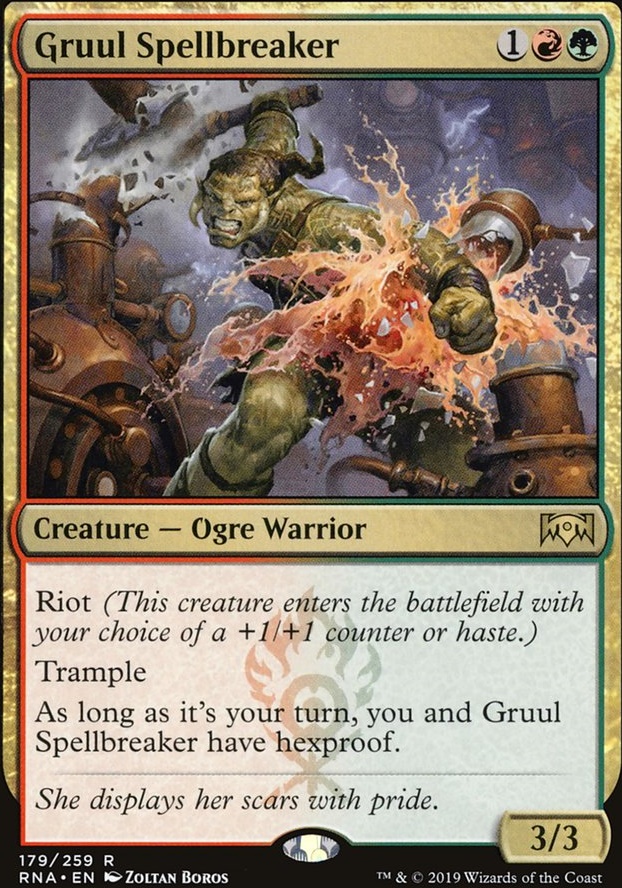 Gruul Spellbreaker 1
Creature — Ogre Warrior
Riot (This creature enters the battlefield with
your choice of a +1/+1 counter or haste.)
Trample
As long as it's your turn, you and Gruul
Spellbreaker have hexproof.
She displays her scars with pride.
3/3
179/259 R
RNA • EN Zoltan Boros
™ & © 2019 Wizards of the Coast